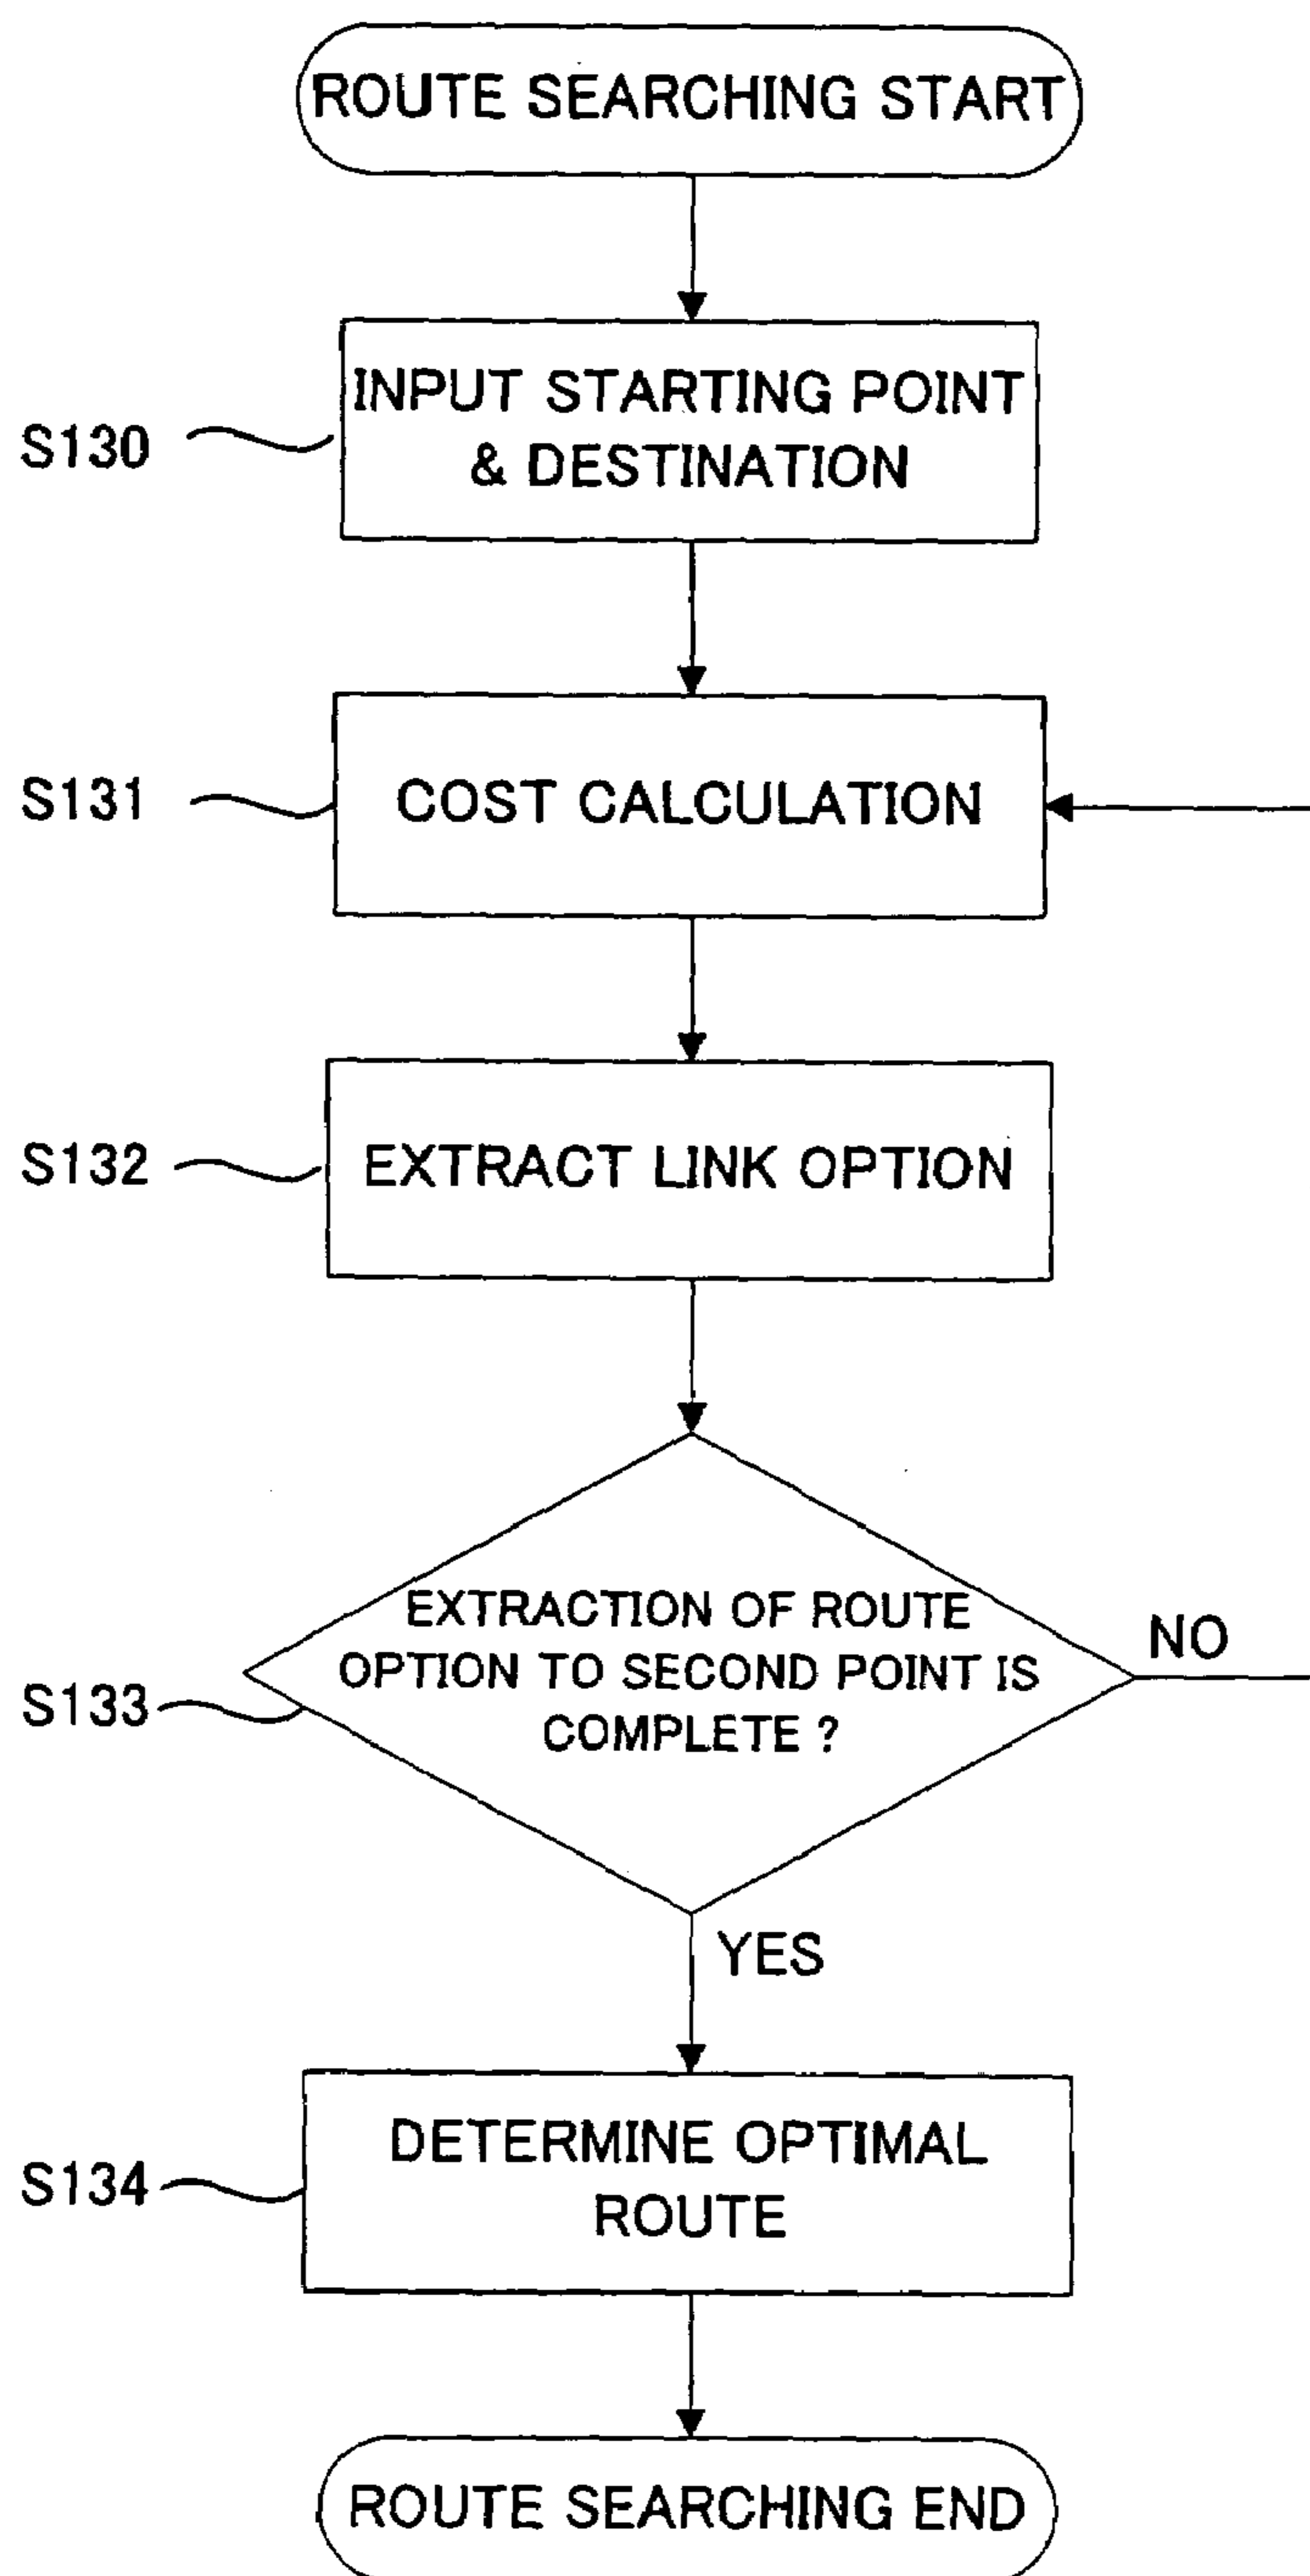 ROUTE SEARCHING START
S130
INPUT STARTING POINT
& DESTINATION
S131
COST CALCULATION
S132
EXTRACT LINK OPTION
S133
EXTRACTION OF ROUTE
OPTION TO SECOND POINT IS
COMPLETE ?
NO
YES
S134
DETERMINE OPTIMAL
ROUTE
ROUTE SEARCHING END